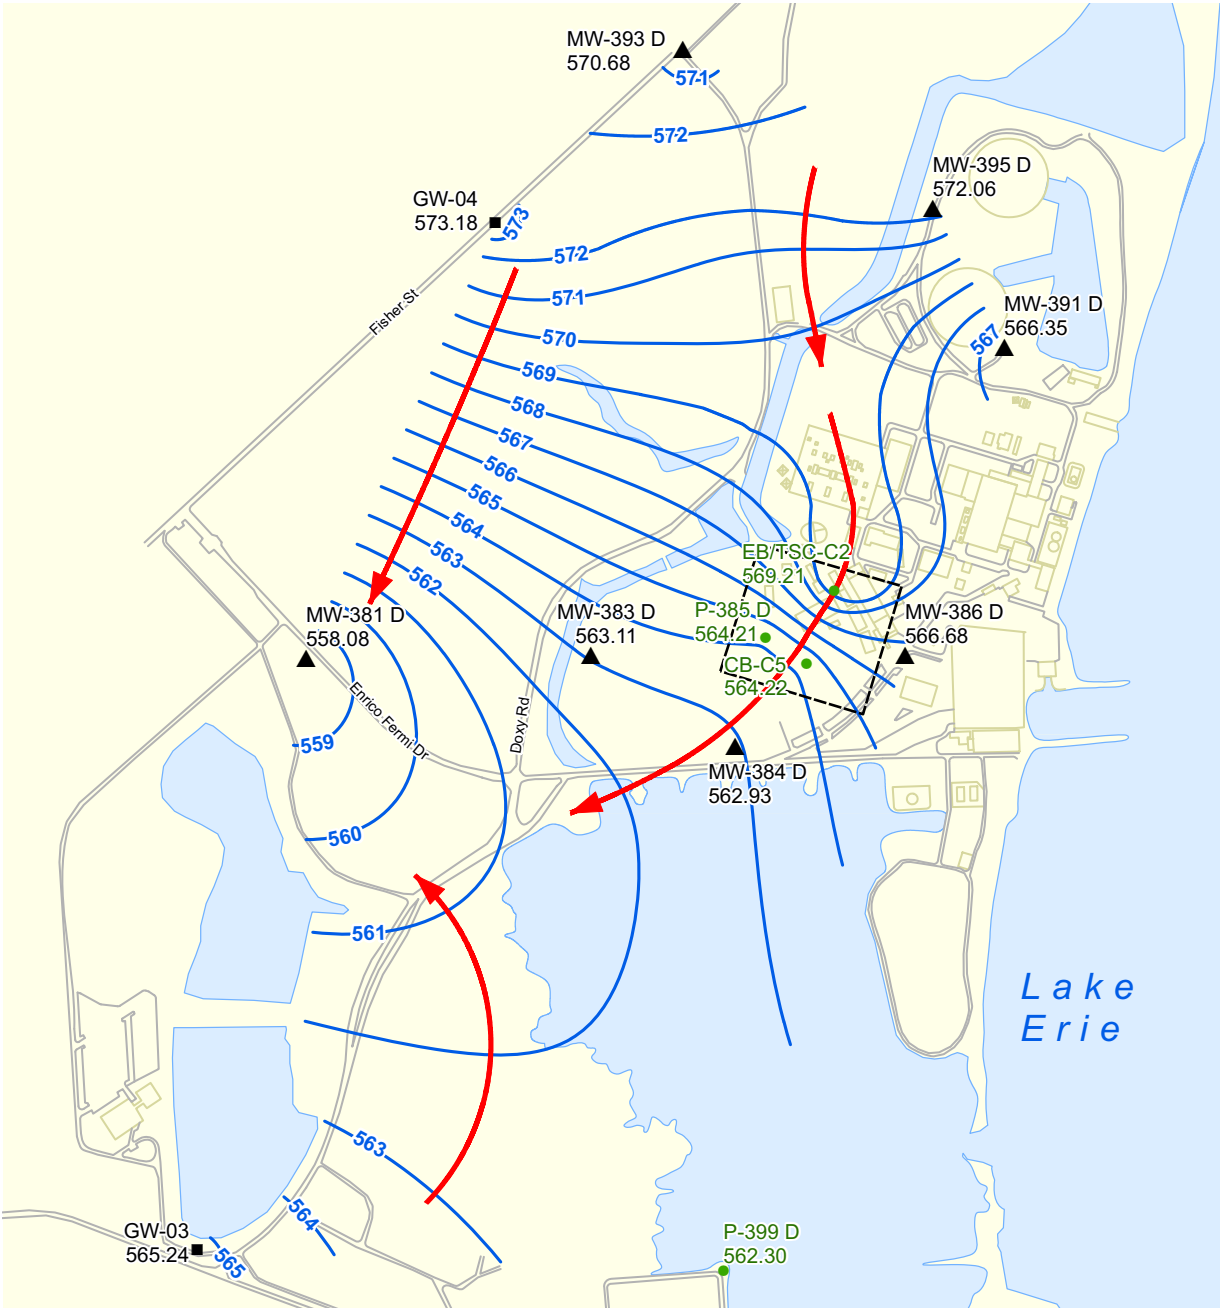 MW-393 D
570.68
571
572
MW-395 D
572.06
GW-04
573.18
573
572
571
MW-391 D
566.35
567
Fisher St
570
569
568
567
566
565
564
563
562
EB/TSC-C2
569.21
MW-381 D
558.08
MW-383 D
563.11
P-385 D
564.21
MW-386 D
566.68
CB-C5
564.22
Enrico Fermi Dr
Doxy Rd
559
MW-384 D
562.93
560
561
Lake
Erie
563
564
GW-03
565.24
565
P-399 D
562.30